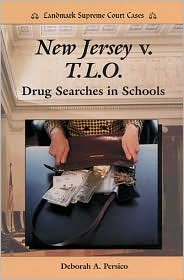 Landmark Supreme Court Cases
New Jersey v.
T.L.O.
Drug Searches in Schools
Deborah A. Persico